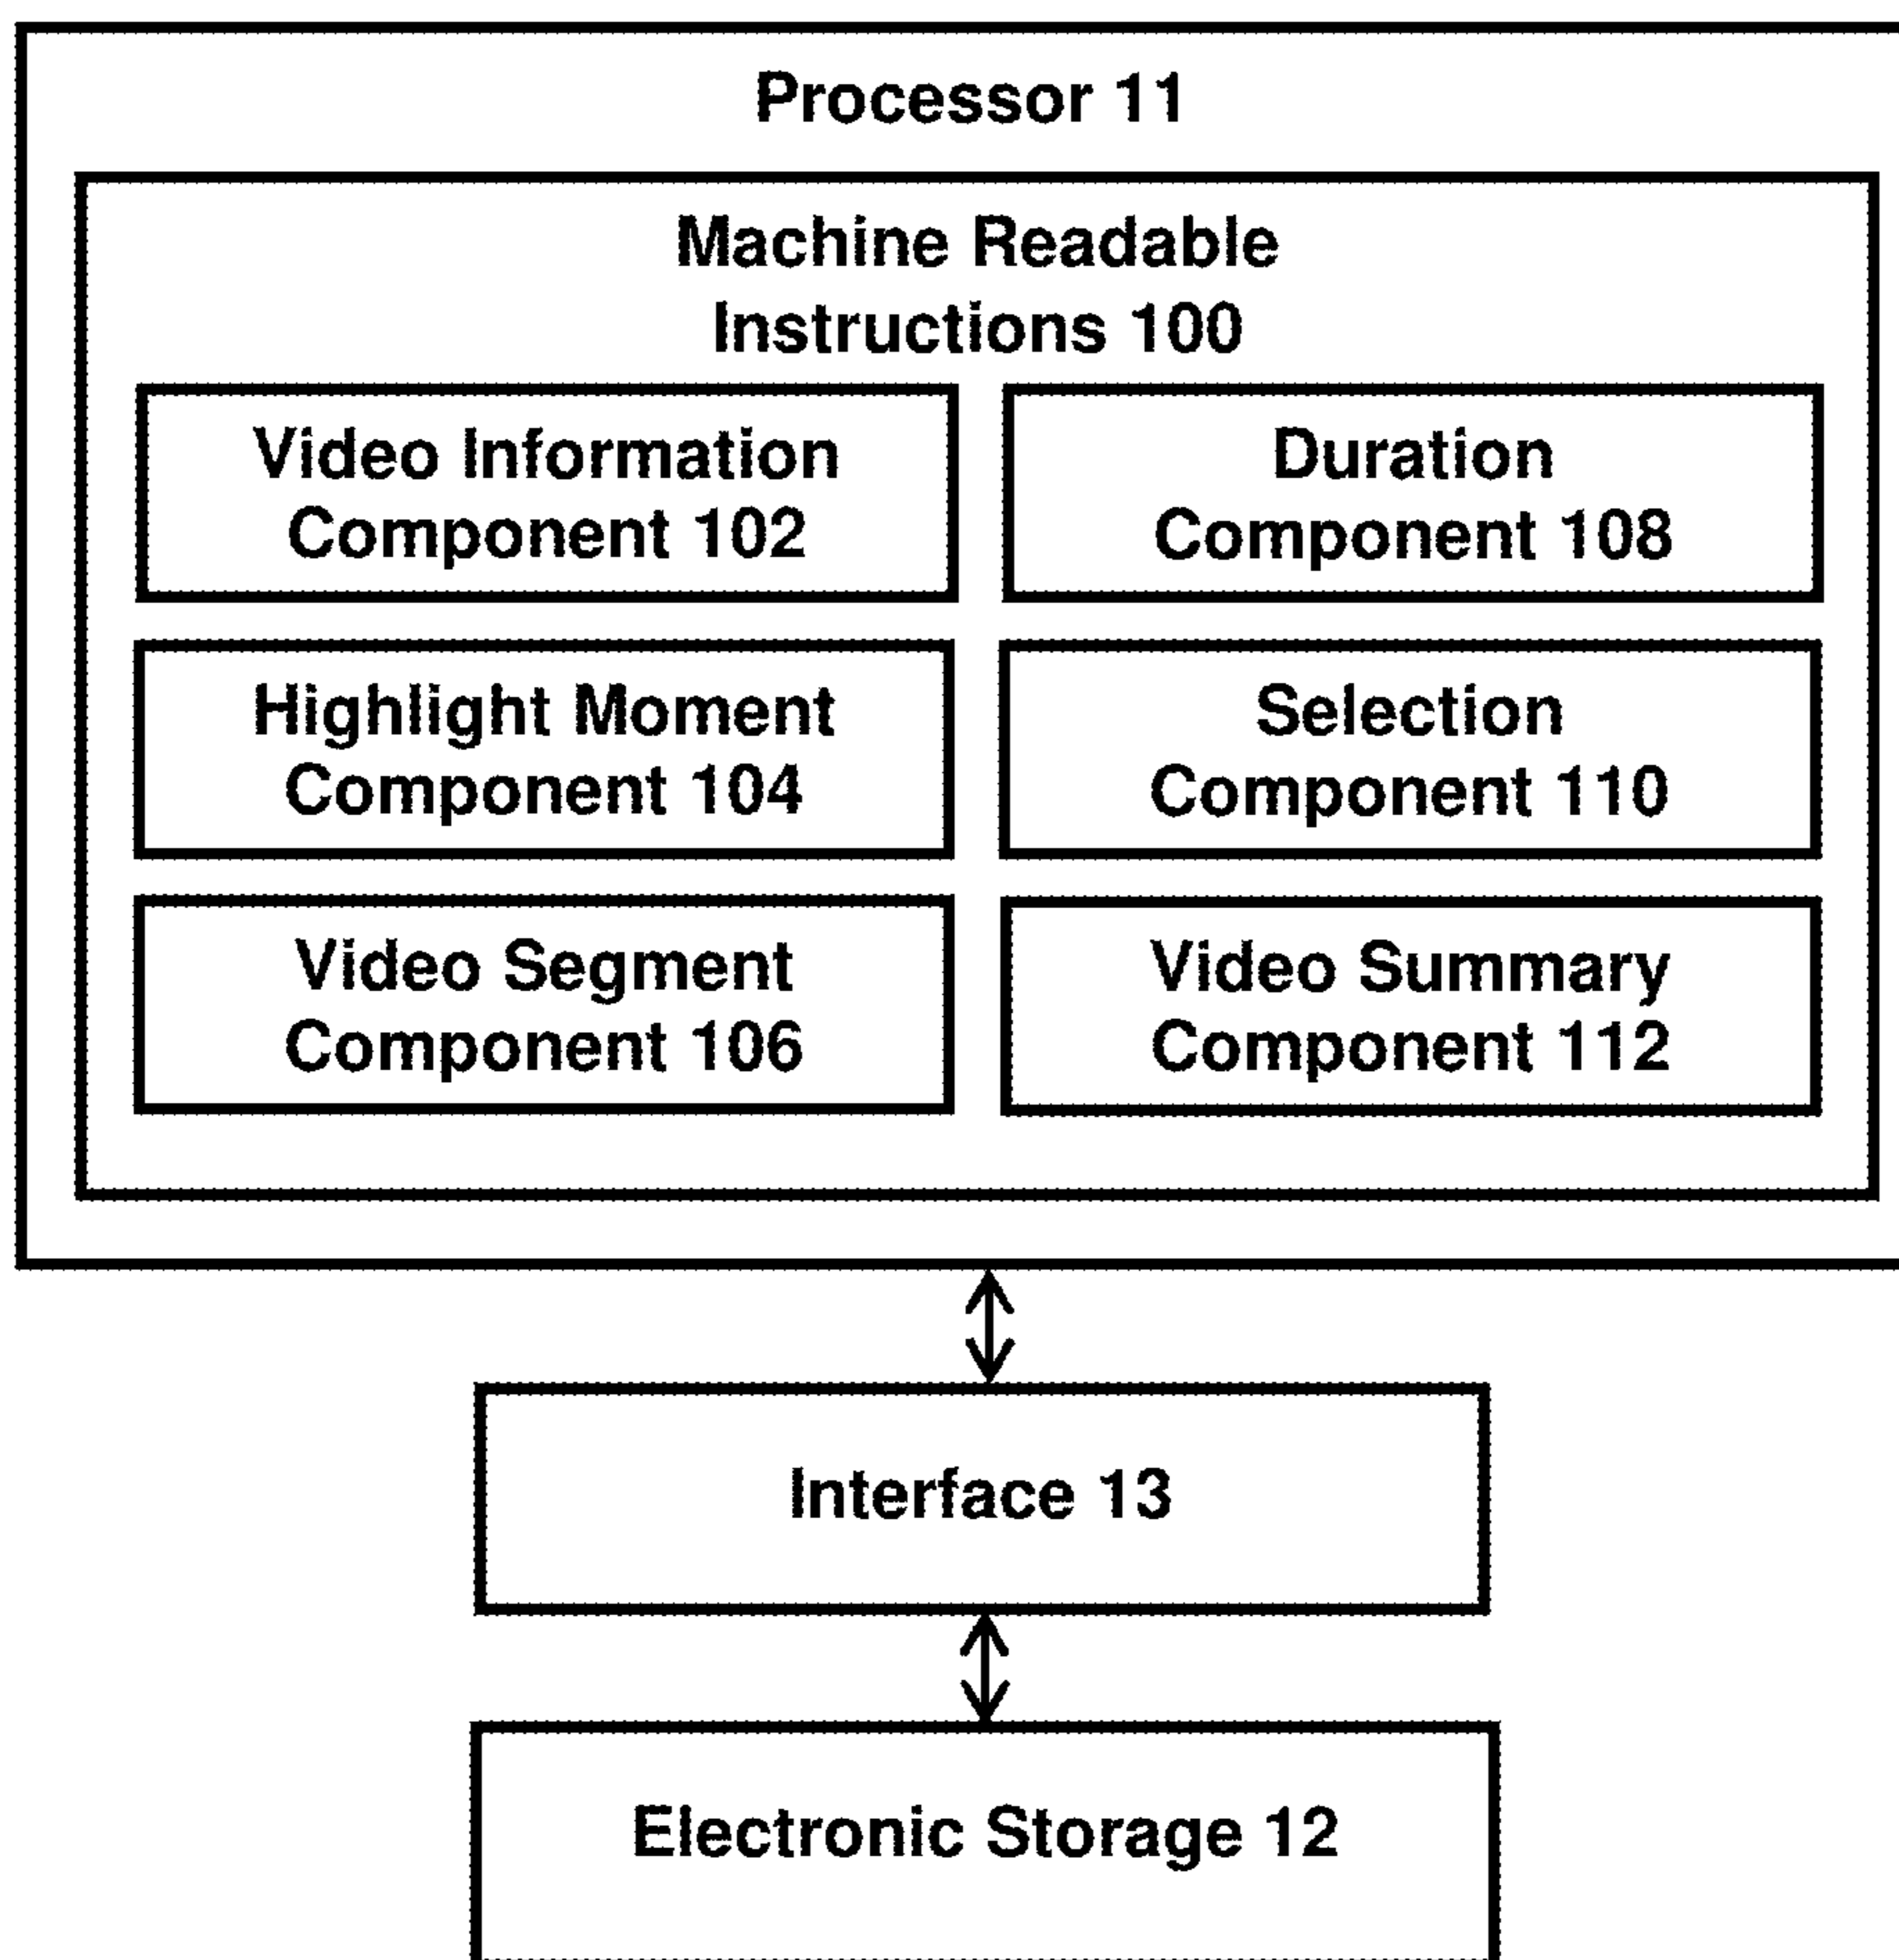 Processor 11
Machine Readable
Instructions 100
Video Information
Component 102
Duration
Component 108
Highlight Moment
Component 104
Selection
Component 110
Video Segment
Component 106
Video Summary
Component 112
Interface 13
Electronic Storage 12